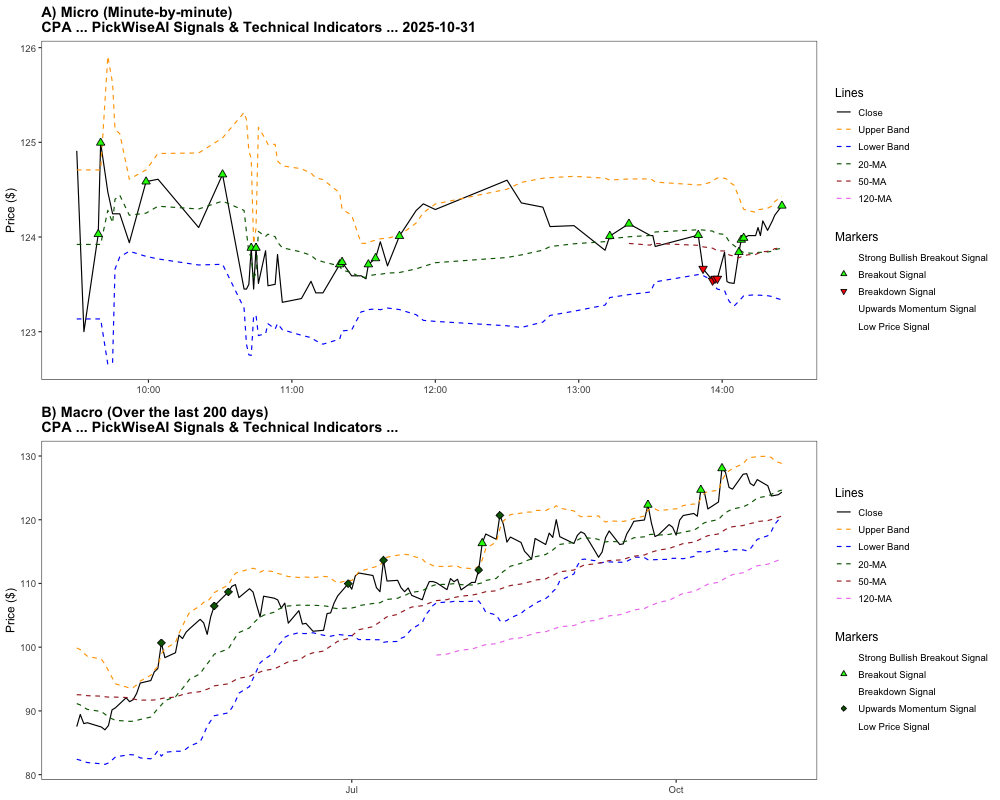 A) Micro (Minute-by-minute)
CPA ... PickWiseAI Signals & Technical Indicators ... 2025-10-31
Price ($)
126
125
124
123
10:00
11:00
12:00
13:00
14:00
Lines
Close
Upper Band
Lower Band
20-MA
50-MA
120-MA
Markers
Strong Bullish Breakout Signal
Breakout Signal
Breakdown Signal
Upwards Momentum Signal
Low Price Signal
B) Macro (Over the last 200 days)
CPA ... PickWiseAI Signals & Technical Indicators ...
Price ($)
130
120
110
100
90
80
Jul
Oct
Lines
Close
Upper Band
Lower Band
20-MA
50-MA
120-MA
Markers
Strong Bullish Breakout Signal
Breakout Signal
Breakdown Signal
Upwards Momentum Signal
Low Price Signal